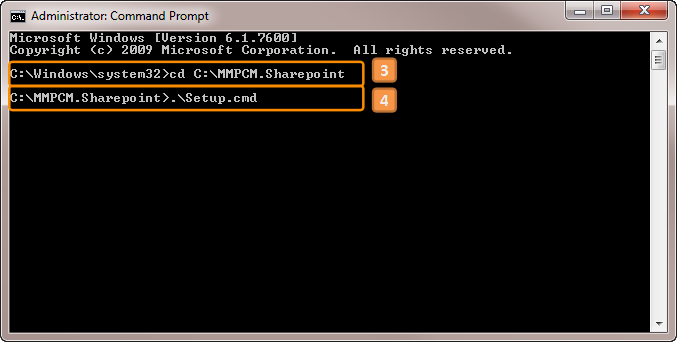 Administrator: Command Prompt
Microsoft Windows [Version 6.1.7600]
Copyright (c) 2009 Microsoft Corporation.  All rights reserved.
C:\Windows\system32>cd C:\MMPCM.Sharepoint
3
C:\MMPCM.Sharepoint>.\Setup.cmd
4